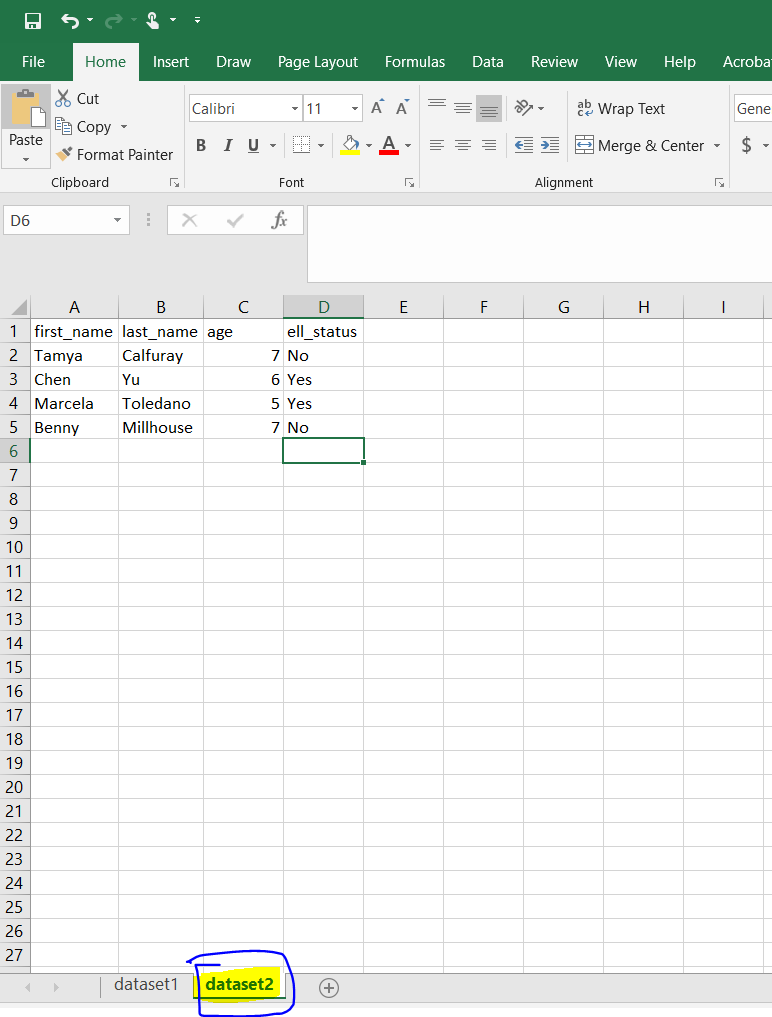 File Home Insert Draw Page Layout Formulas Data Review View Help Acroba
Paste
Cut
Copy
Format Painter
Clipboard
Calibri 11 A A
B I U A
Font
ab Wrap Text
c
Merge & Center
Alignment
Gene
$
D6 fx
A B C D E F G H I
1 first_name last_name age ell_status
2 Tamya Calfuray 7 No
3 Chen Yu 6 Yes
4 Marcela Toledano 5 Yes
5 Benny Millhouse 7 No
6
7
8
9
10
11
12
13
14
15
16
17
18
19
20
21
22
23
24
25
26
27
dataset1 dataset2